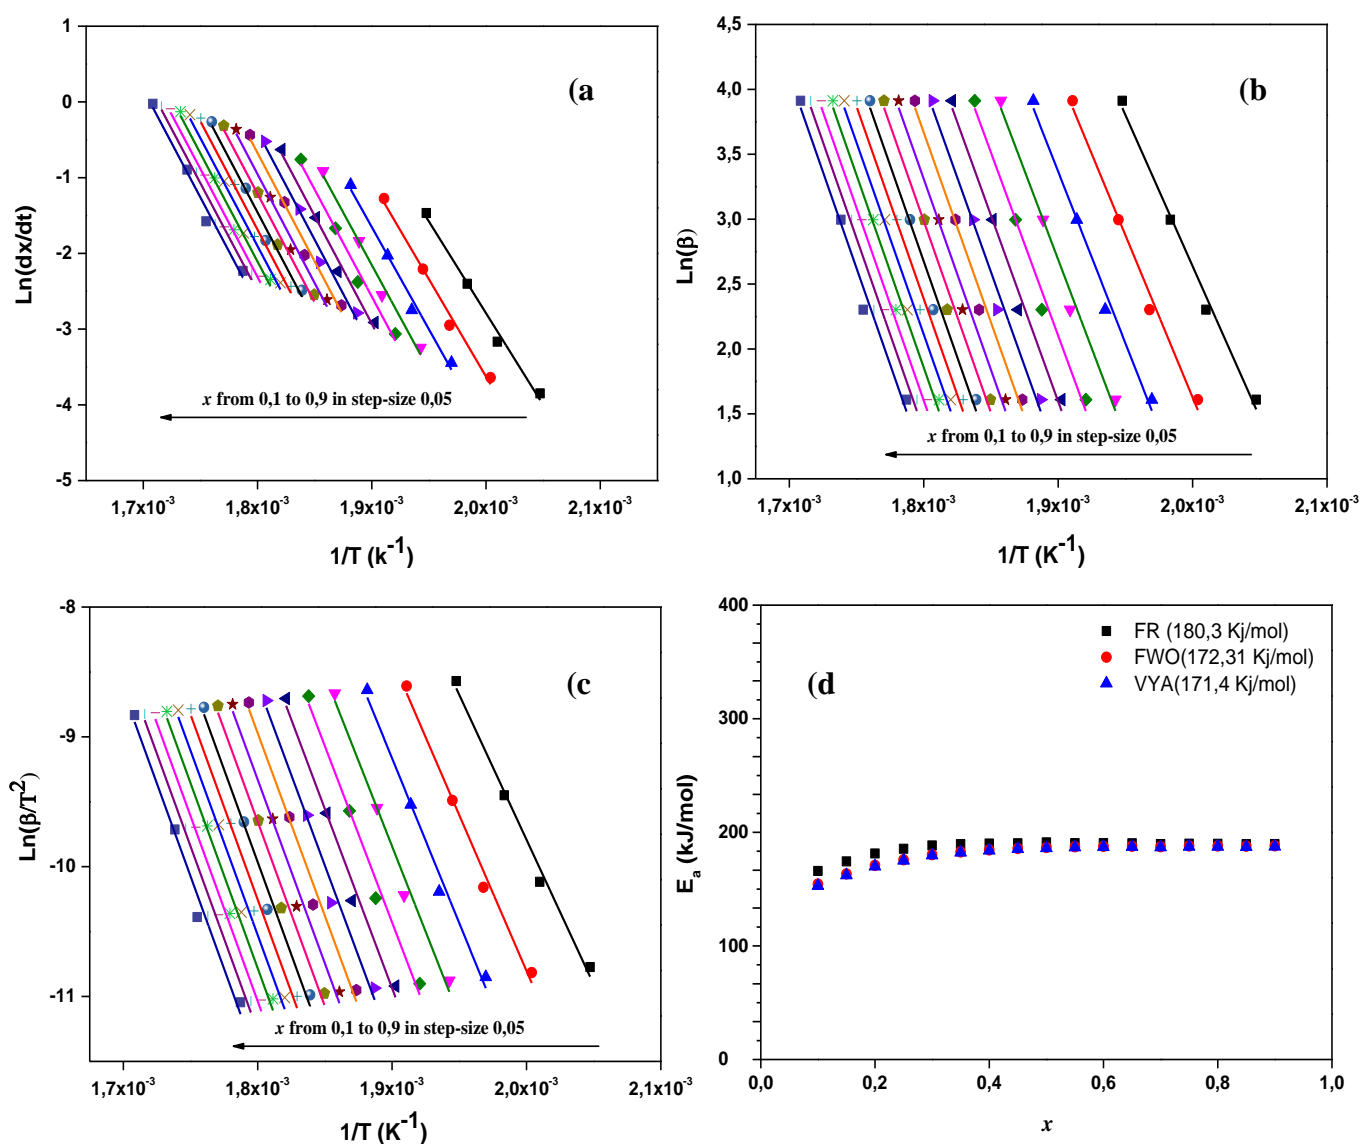 1
0
-1
-2
-3
-4
-5
Ln(dx/dt)
(a
x from 0,1 to 0,9 in step-size 0,05
1,7x10-3 1,8x10-3 1,9x10-3 2,0x10-3 2,1x10-3
1/T (k-1)
4,5
4,0
3,5
3,0
2,5
2,0
1,5
1,0
Ln(β)
(b
x from 0,1 to 0,9 in step-size 0,05
1,7x10-3 1,8x10-3 1,9x10-3 2,0x10-3 2,1x10-3
1/T (K-1)
-8
-9
-10
-11
Ln(β/T2)
(c
x from 0,1 to 0,9 in step-size 0,05
1,7x10-3 1,8x10-3 1,9x10-3 2,0x10-3 2,1x10-3
1/T (K-1)
400
300
200
100
0
Ea (kJ/mol)
FR (180,3 Kj/mol)
FWO(172,31 Kj/mol)
VYA(171,4 Kj/mol)
(d
0,0 0,2 0,4 0,6 0,8 1,0
x